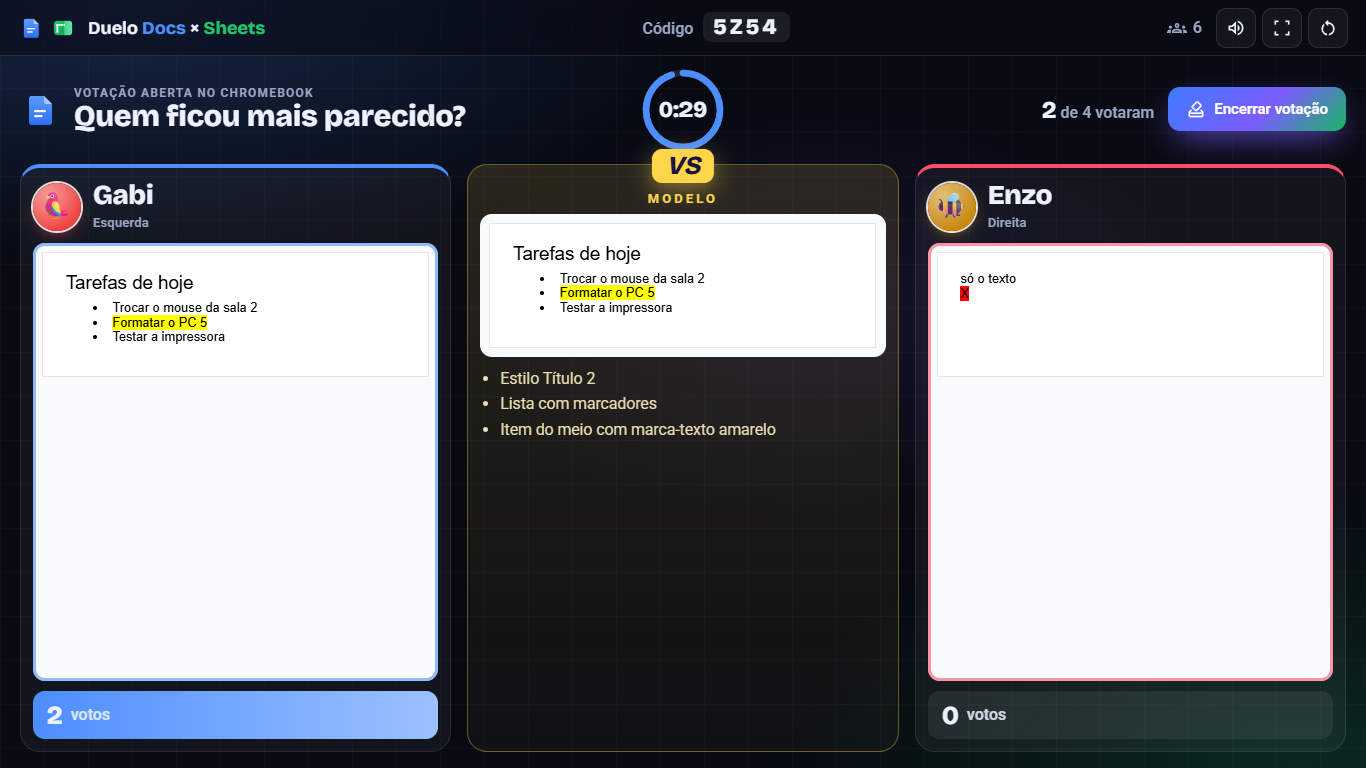 Duelo Docs × Sheets
Código 5Z54
6
VOTAÇÃO ABERTA NO CHROMEBOOK
Quem ficou mais parecido?
0:29
2 de 4 votaram
Encerrar votação
Gabi
Esquerda
Tarefas de hoje
• Trocar o mouse da sala 2
• Formatar o PC 5
• Testar a impressora
2 votos
VS
MODELO
Tarefas de hoje
• Trocar o mouse da sala 2
• Formatar o PC 5
• Testar a impressora
• Estilo Título 2
• Lista com marcadores
• Item do meio com marca-texto amarelo
Enzo
Direita
só o texto
X
0 votos